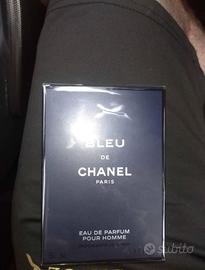 BLEU
DE
CHANEL
PARIS
EAU DE PARFUM
POUR HOMME
subito